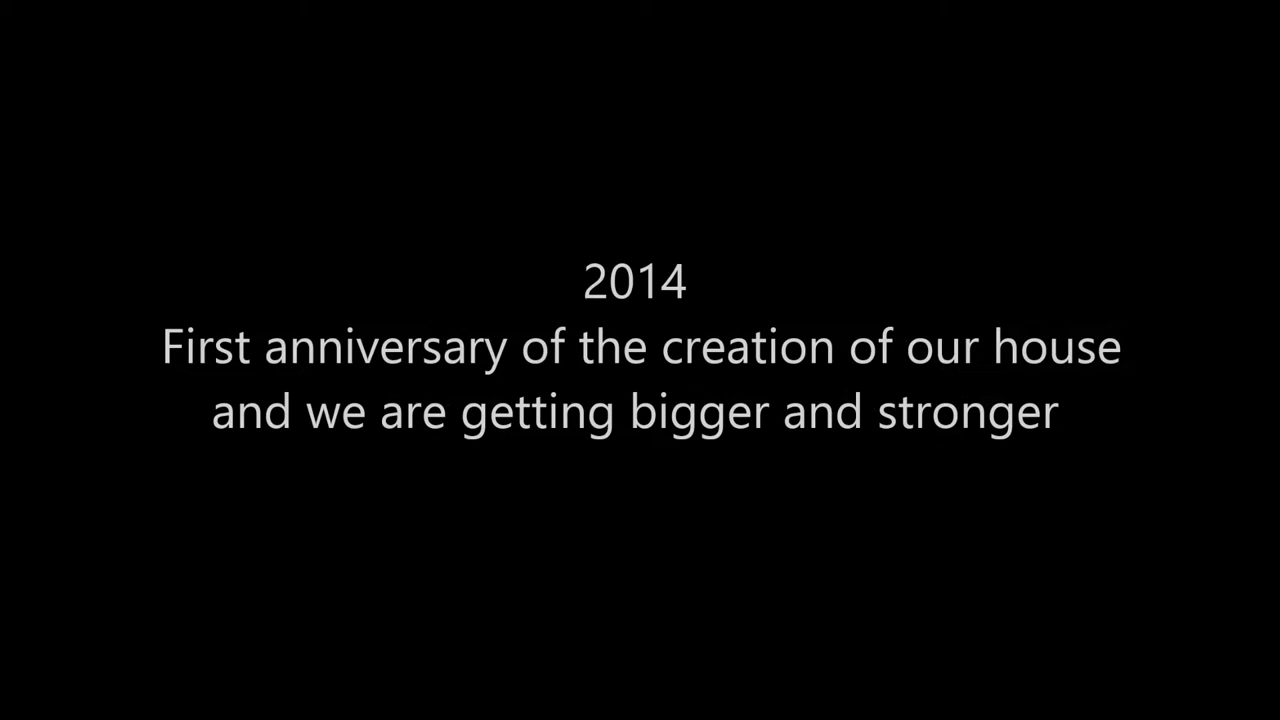 2014
First anniversary of the creation of our house
and we are getting bigger and stronger